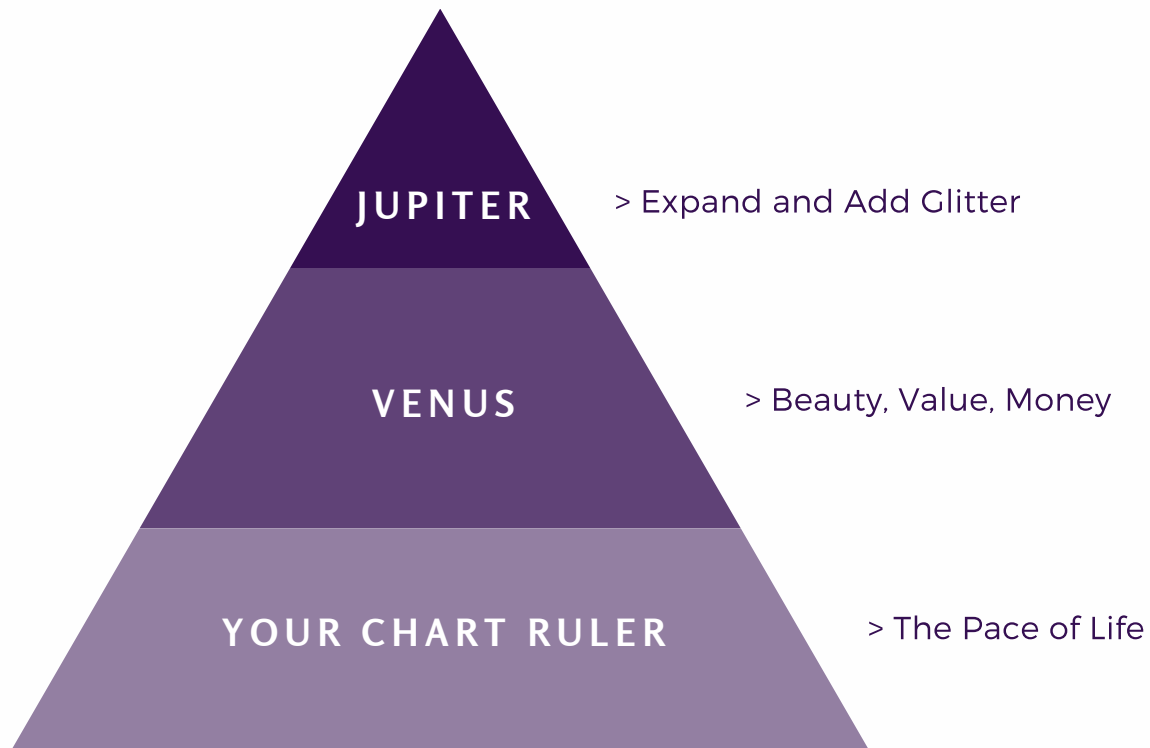 JUPITER > Expand and Add Glitter
VENUS > Beauty, Value, Money
YOUR CHART RULER > The Pace of Life